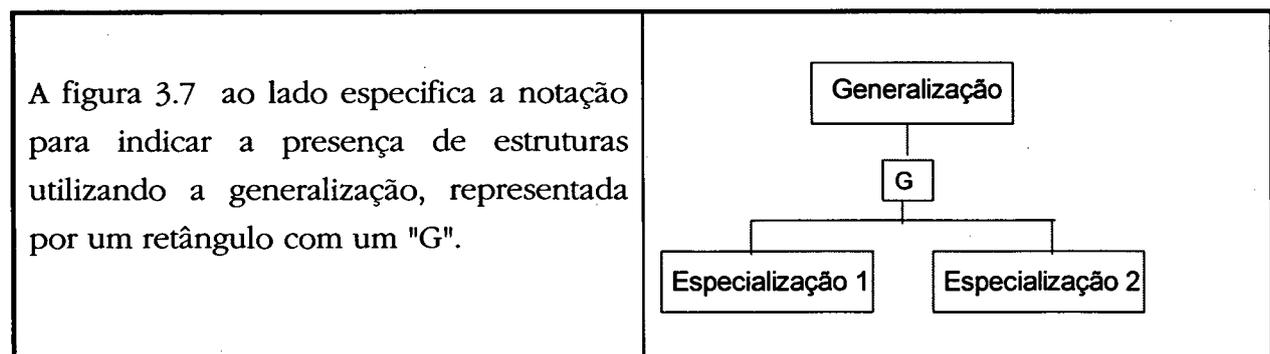 A figura 3.7 ao lado especifica a notação
para indicar a presença de estruturas
utilizando a generalização, representada
por um retângulo com um "G".
Generalização
G
Especialização 1
Especialização 2